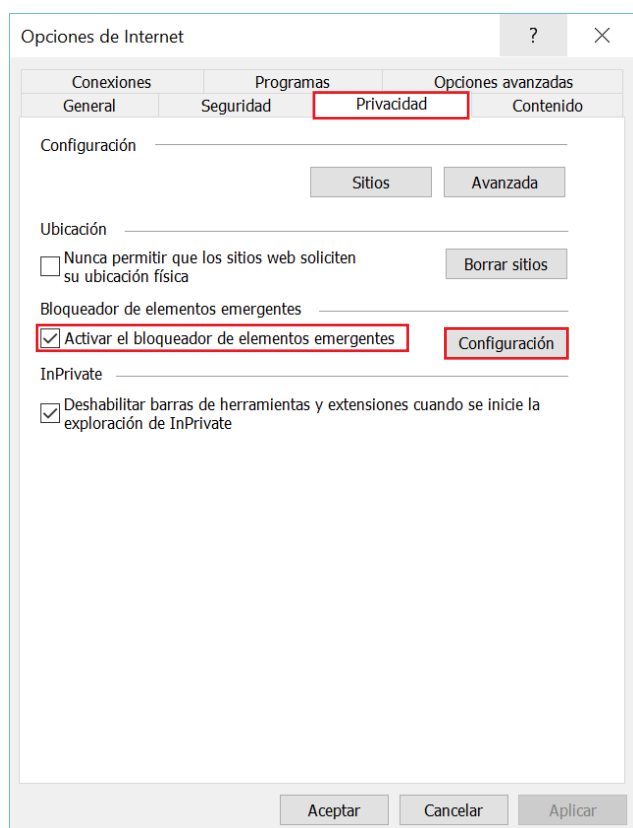 Opciones de Internet ? ×
Conexiones Programas Opciones avanzadas
General Seguridad Privacidad Contenido
Configuración
Sitios Avanzada
Ubicación
Nunca permitir que los sitios web soliciten
su ubicación física
Borrar sitios
Bloqueador de elementos emergentes
Activar el bloqueador de elementos emergentes Configuración
InPrivate
Deshabilitar barras de herramientas y extensiones cuando se inicie la
exploración de InPrivate
Aceptar Cancelar Aplicar